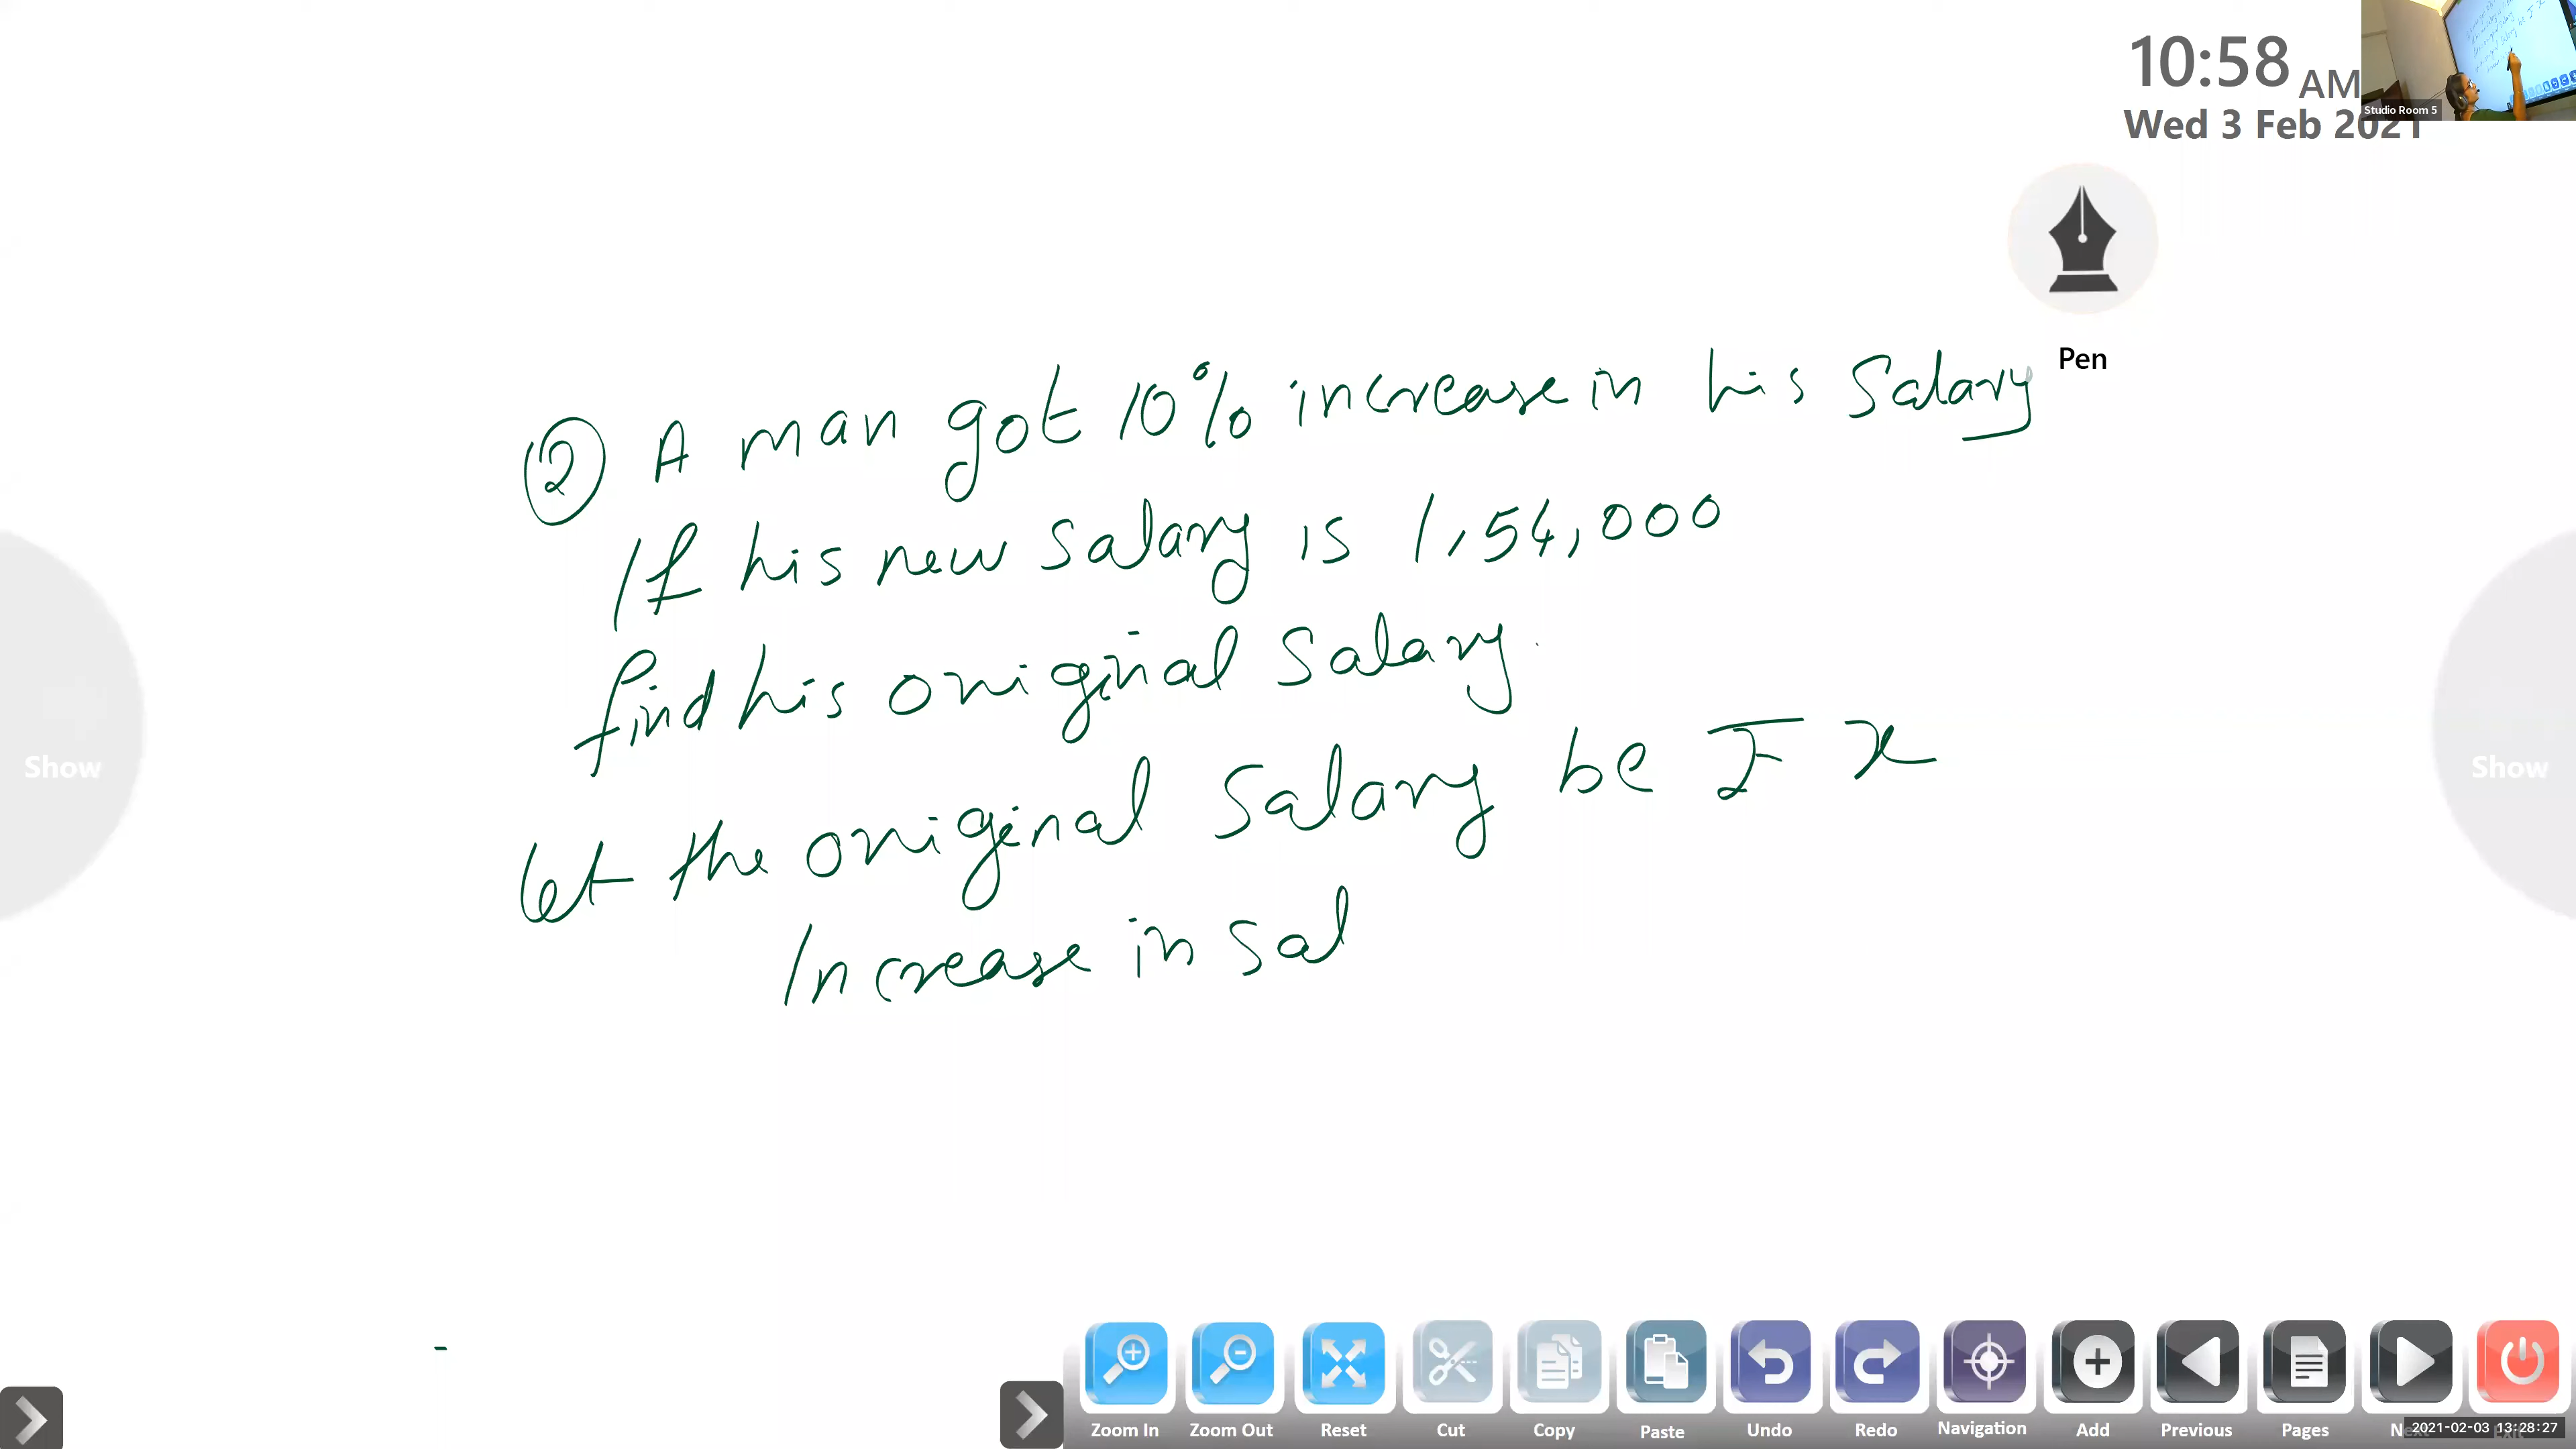 10:58 AM
Wed 3 Feb 2021
Studio Room 5
Pen
② A man got 10% increase in his salary
If his new salary is 1,54,000
find his original salary.
let the original salary be ₹ x
Increase in sal
Show
Show
Zoom In
Zoom Out
Reset
Cut
Copy
Paste
Undo
Redo
Navigation
Add
Previous
Pages
2021-02-03 13:28:27